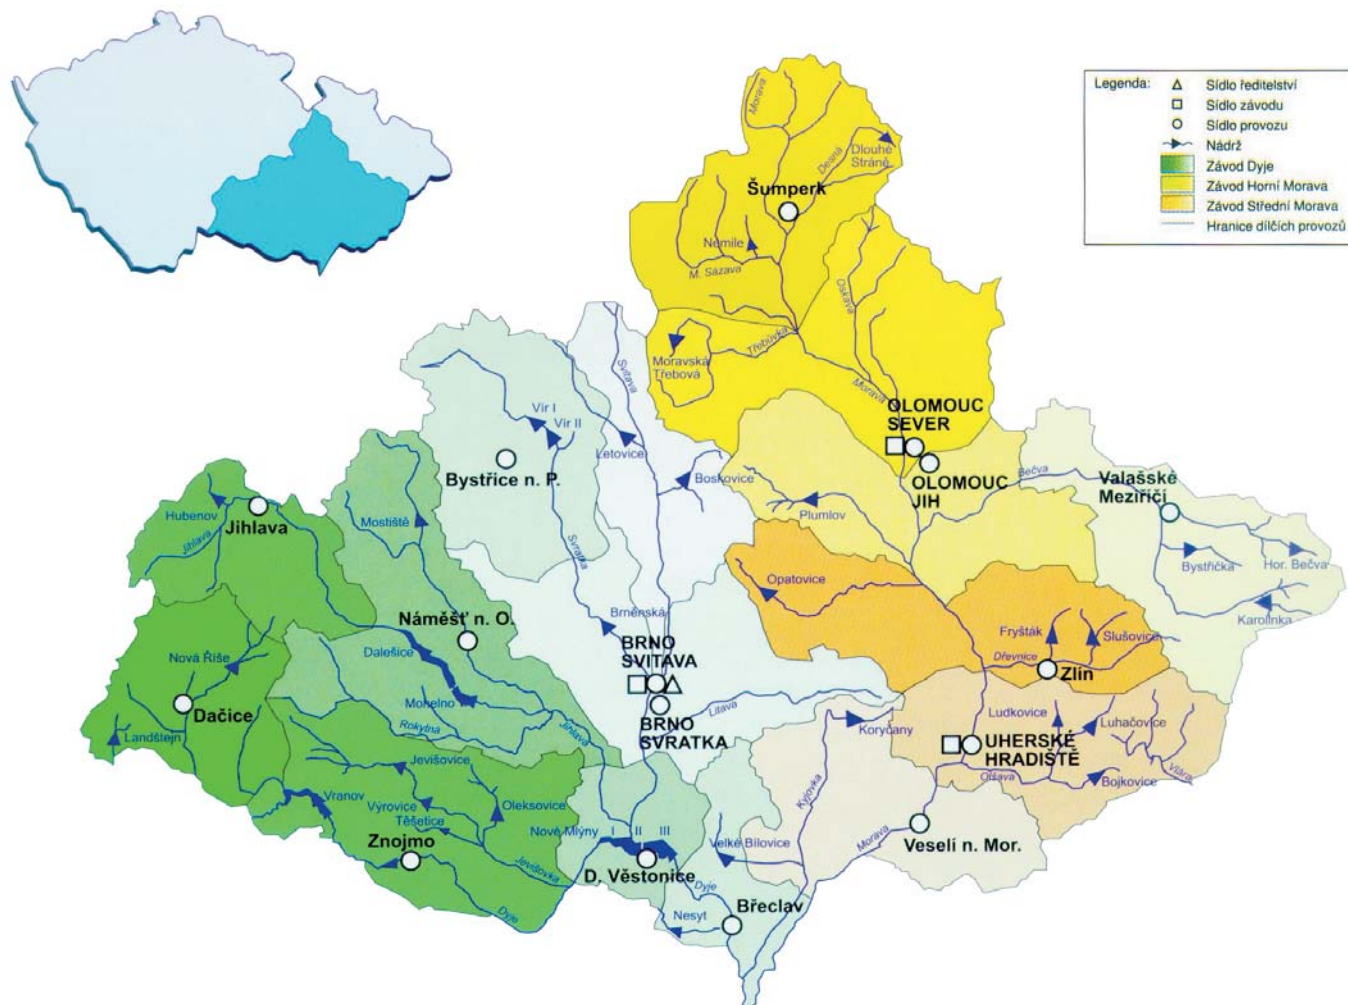 Legenda:
Sídlo ředitelství
Sídlo závodu
Sídlo provozu
Nádrž
Závod Dyje
Závod Horní Morava
Závod Střední Morava
Hranice dílčích provozů
Morava
Desná
Dlouhé
Stráně
Šumperk
Nemile
M. Sázava
Oskava
Třebůvka
Moravská
Třebová
Morava
Svitava
OLOMOUC
SEVER
OLOMOUC
JIH
Bečva
Valašské
Meziříčí
Vír I
Vír II
Letovice
Boskovice
Bystřice n. P.
Plumlov
Hubenov
Jihlava
Jihlava
Mostiště
Svratka
Bystřička
Hor. Bečva
Karolinka
Opatovice
Brněnská
Náměšť n. O.
Dalešice
BRNO
SVITAVA
Fryšták
Slušovice
Dřevnice
Zlín
Nová Říše
Dačice
Landštejn
Mohelno
Rokytná
Jihlava
BRNO
SVRATKA
Litava
Koryčany
Ludkovice
Luhačovice
UHERSKÉ
HRADIŠTĚ
Olšava
Bojkovice
Vlára
Jevišovice
Vranov
Výrovice
Těšetice
Oleksovice
Znojmo
Jevišovka
Dyje
Nové Mlýny
I
II
III
D. Věstonice
Velké Bílovice
Kyjovka
Morava
Veselí n. Mor.
Dyje
Nesyt
Břeclav